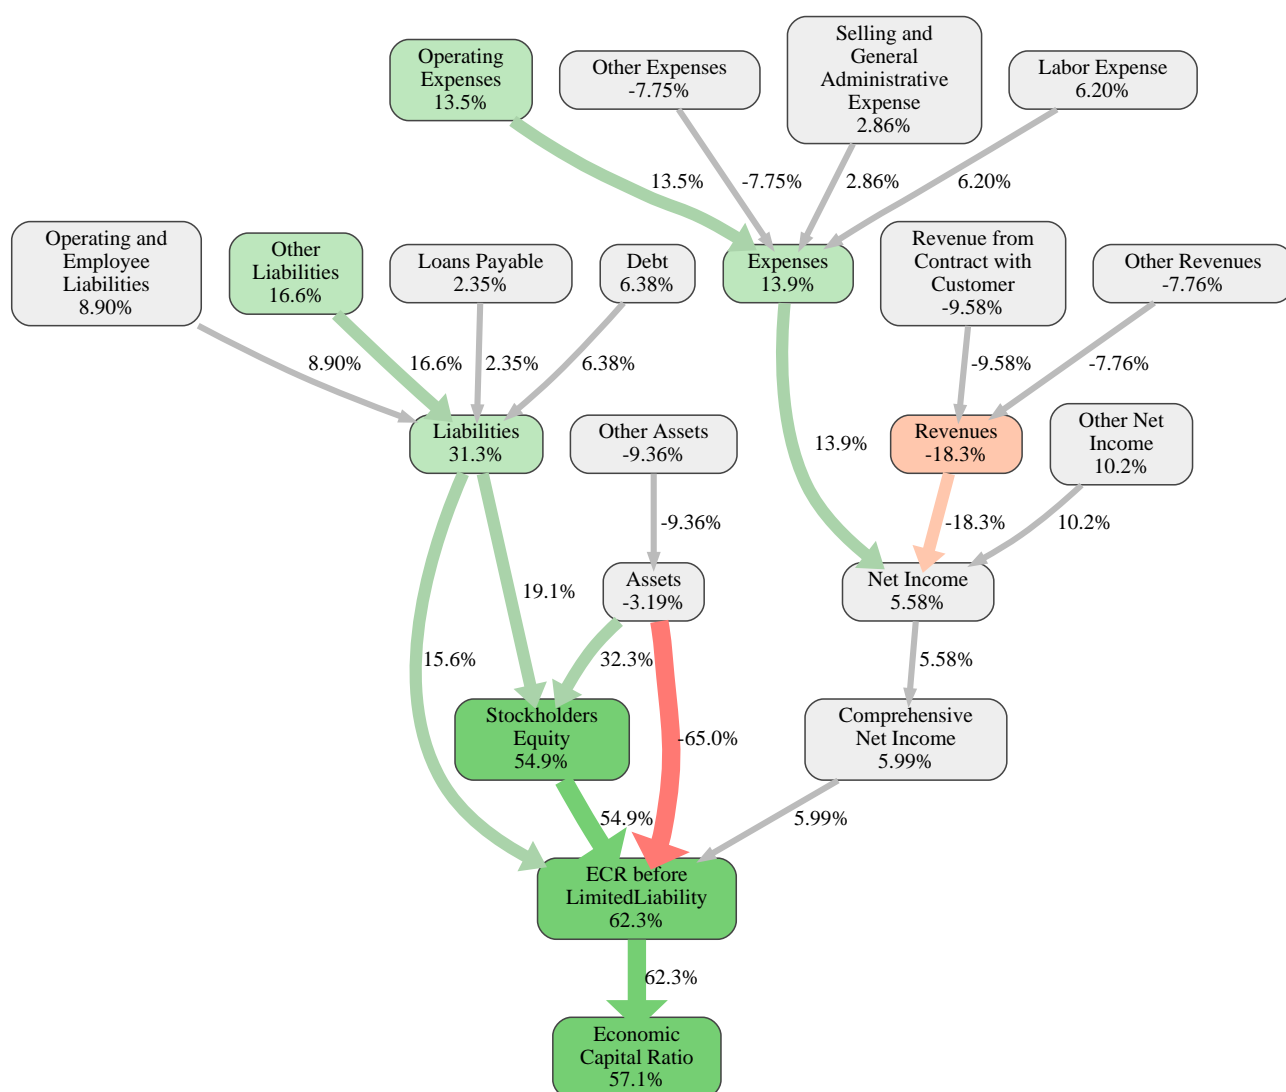 Operating
Expenses
13.5%
Other Expenses
-7.75%
Selling and
General
Administrative
Expense
2.86%
Labor Expense
6.20%
13.5%
-7.75%
2.86%
6.20%
Operating and
Employee
Liabilities
8.90%
Other
Liabilities
16.6%
Loans Payable
2.35%
Debt
6.38%
Expenses
13.9%
Revenue from
Contract with
Customer
-9.58%
Other Revenues
-7.76%
8.90%
16.6%
2.35%
6.38%
-9.58%
-7.76%
Liabilities
31.3%
Other Assets
-9.36%
13.9%
Revenues
-18.3%
Other Net
Income
10.2%
-9.36%
-18.3%
10.2%
19.1%
Assets
-3.19%
Net Income
5.58%
15.6%
32.3%
5.58%
Stockholders
Equity
54.9%
-65.0%
Comprehensive
Net Income
5.99%
54.9%
5.99%
ECR before
LimitedLiability
62.3%
62.3%
Economic
Capital Ratio
57.1%